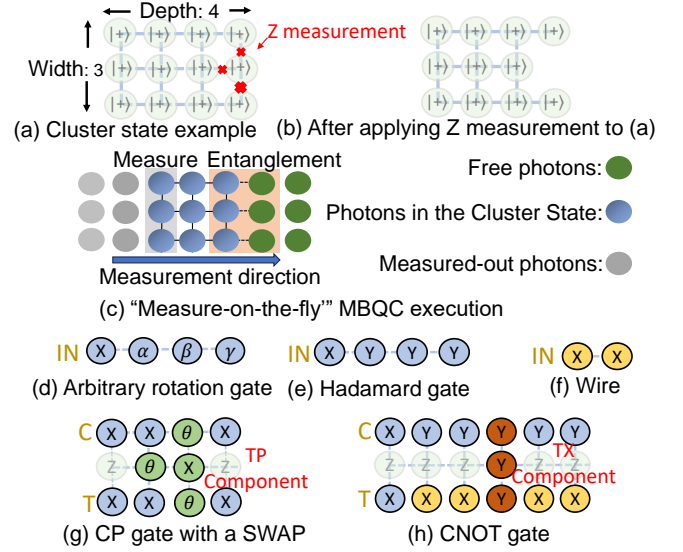 Depth: 4
Z measurement
Width: 3
|+⟩ |+⟩ |+⟩ |+⟩ |+⟩ |+⟩ |+⟩ |+⟩
|+⟩ |+⟩ |+⟩ |+⟩ |+⟩ |+⟩ |+⟩
|+⟩ |+⟩ |+⟩ |+⟩ |+⟩ |+⟩ |+⟩ |+⟩
(a) Cluster state example
(b) After applying Z measurement to (a)
Measure Entanglement
Measurement direction
Free photons:
Photons in the Cluster State:
Measured-out photons:
(c) “Measure-on-the-fly’” MBQC execution
IN X α β γ
IN X Y Y Y
IN X X
(d) Arbitrary rotation gate
(e) Hadamard gate
(f) Wire
C X X θ X
Z θ X Z
T X X θ X
TP
Component
(g) CP gate with a SWAP
C X Y Y Y Y Y
Z Z Z Y Z Z
T X X X Y X X
TX
Component
(h) CNOT gate